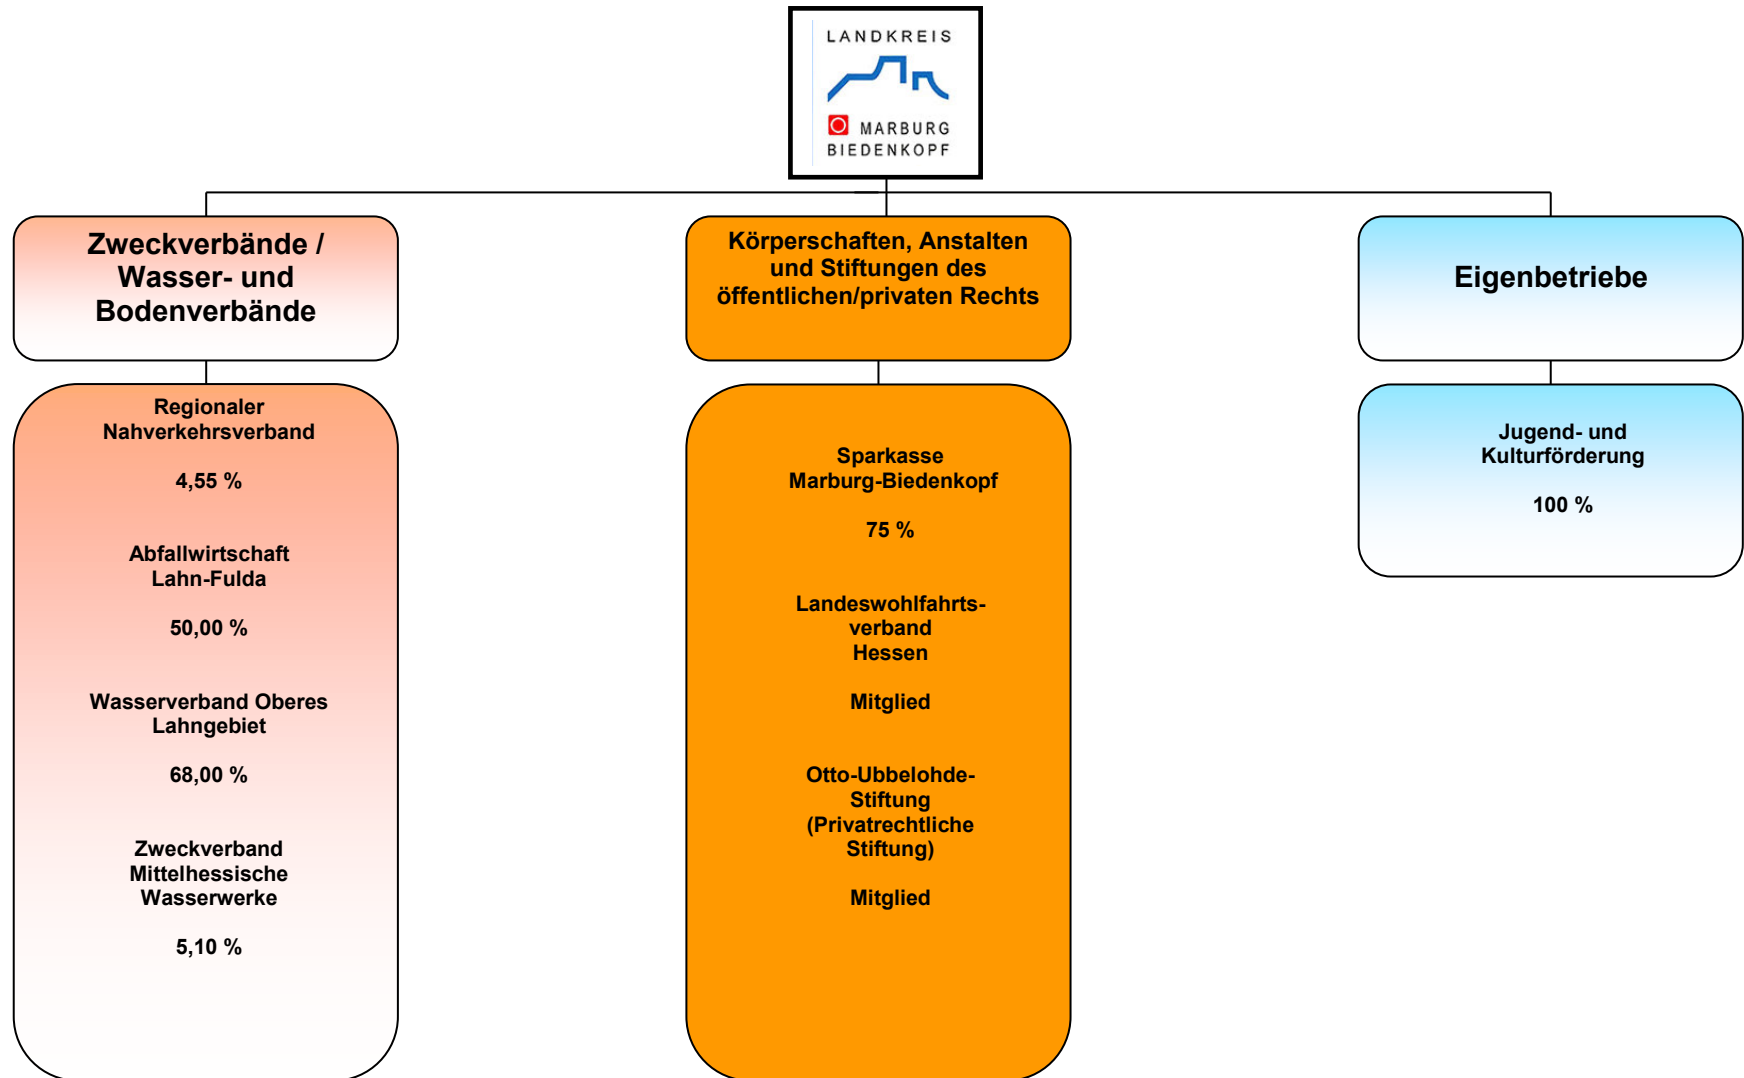 LANDKREIS
MARBURG
BIEDENKOPF
Zweckverbände /
Wasser- und
Bodenverbände
Regionaler
Nahverkehrsverband
4,55 %
Abfallwirtschaft
Lahn-Fulda
50,00 %
Wasserverband Oberes
Lahngebiet
68,00 %
Zweckverband
Mittelhessische
Wasserwerke
5,10 %
Körperschaften, Anstalten
und Stiftungen des
öffentlichen/privaten Rechts
Sparkasse
Marburg-Biedenkopf
75 %
Landeswohlfahrts-
verband
Hessen
Mitglied
Otto-Ubbelohde-
Stiftung
(Privatrechtliche
Stiftung)
Mitglied
Eigenbetriebe
Jugend- und
Kulturförderung
100 %